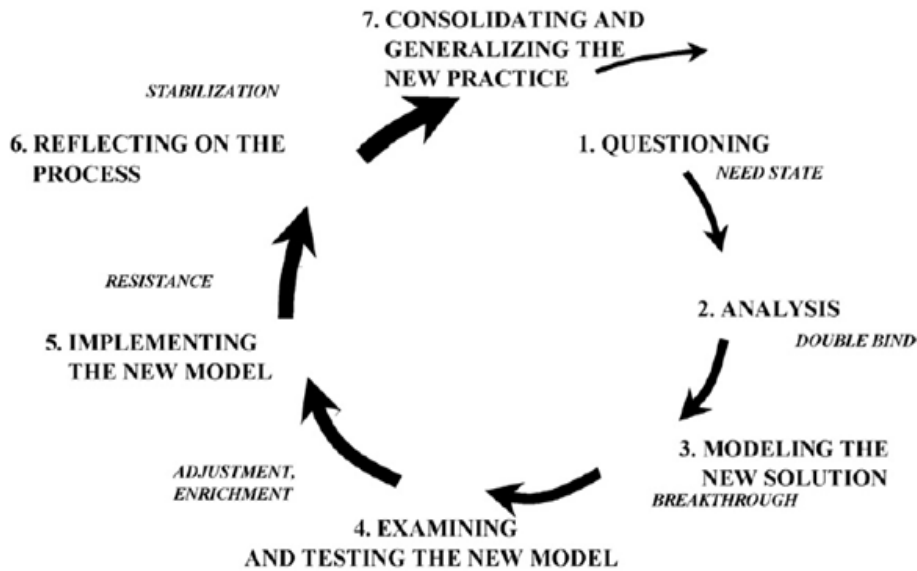 7. CONSOLIDATING AND
GENERALIZING THE
NEW PRACTICE
1. QUESTIONING
NEED STATE
2. ANALYSIS
DOUBLE BIND
3. MODELING THE
NEW SOLUTION
BREAKTHROUGH
4. EXAMINING
AND TESTING THE NEW MODEL
ADJUSTMENT,
ENRICHMENT
5. IMPLEMENTING
THE NEW MODEL
RESISTANCE
6. REFLECTING ON THE
PROCESS
STABILIZATION